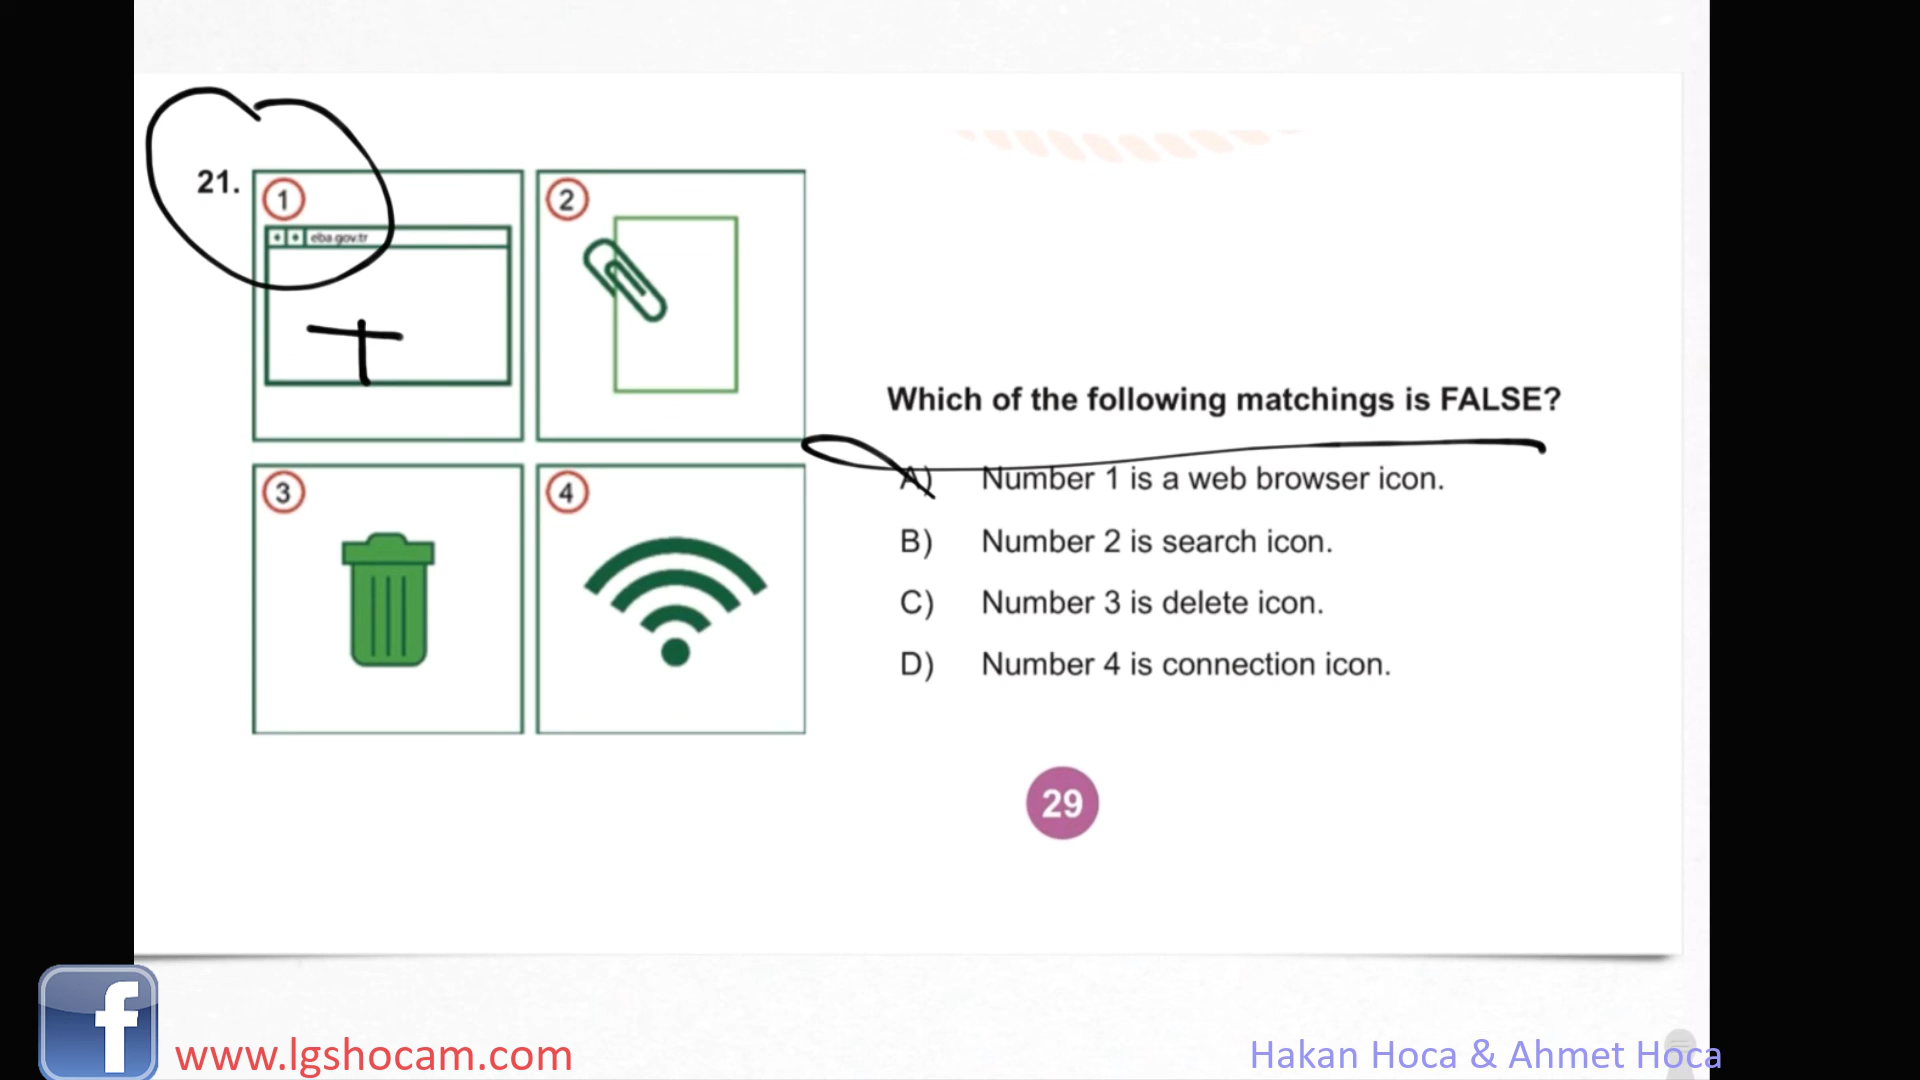 21.
1
eba.gov.tr
2
3
4
Which of the following matchings is FALSE?
A) Number 1 is a web browser icon.
B) Number 2 is search icon.
C) Number 3 is delete icon.
D) Number 4 is connection icon.
29
f
www.lgshocam.com
Hakan Hoca & Ahmet Hoca